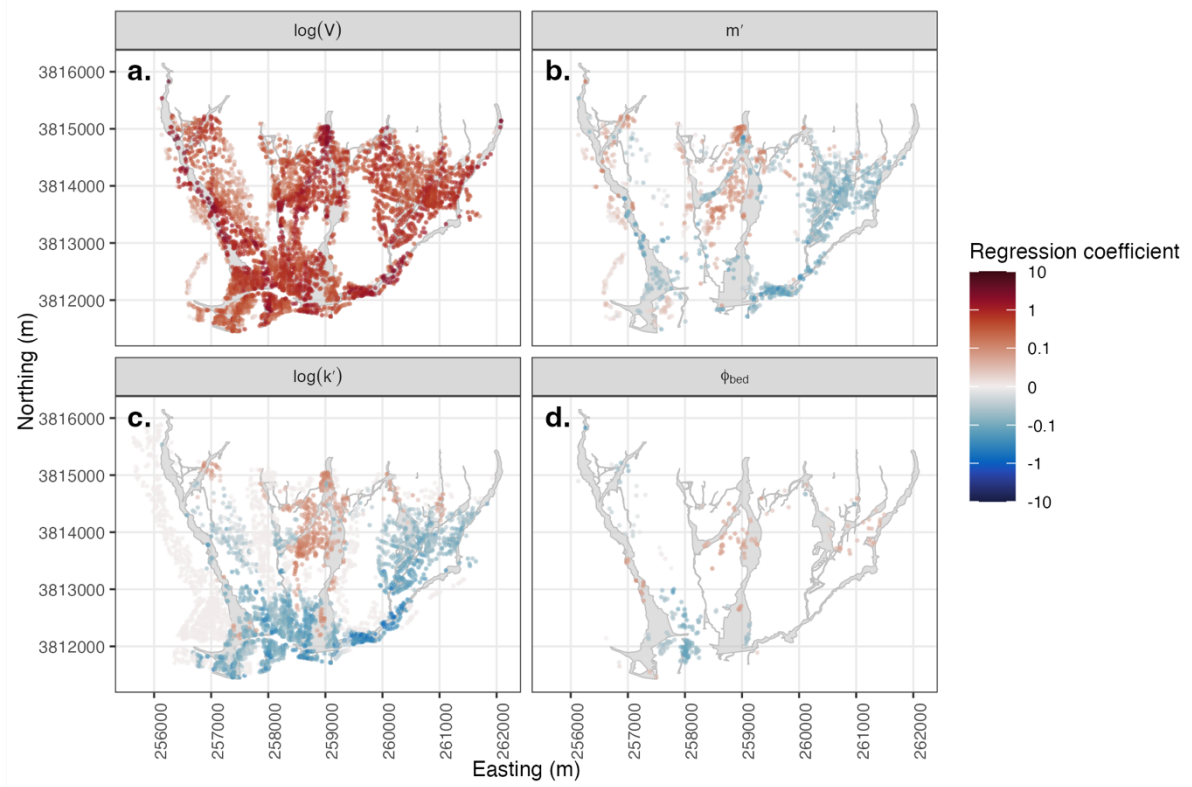 log(V)
m′
a.
b.
3816000
3815000
3814000
3813000
3812000
log(k′)
ϕbed
c.
d.
3816000
3815000
3814000
3813000
3812000
Northing (m)
256000
257000
258000
259000
260000
261000
262000
256000
257000
258000
259000
260000
261000
262000
Easting (m)
Regression coefficient
10
1
0.1
0
-0.1
-1
-10